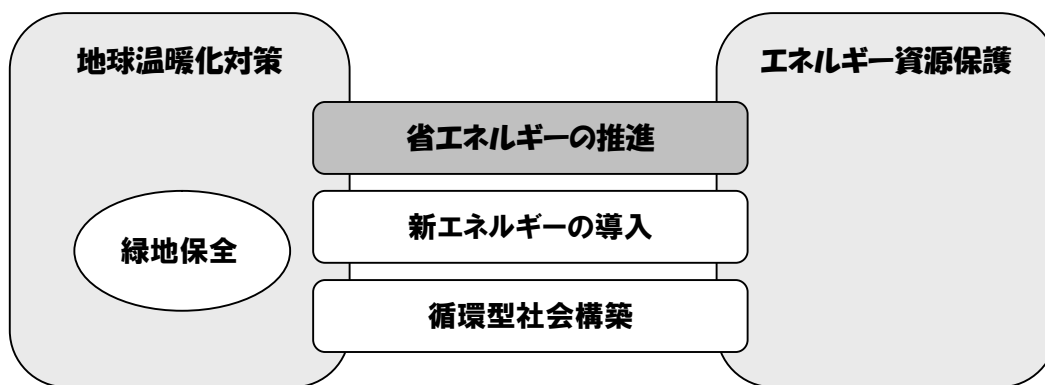 地球温暖化対策
エネルギー資源保護
省エネルギーの推進
新エネルギーの導入
緑地保全
循環型社会構築